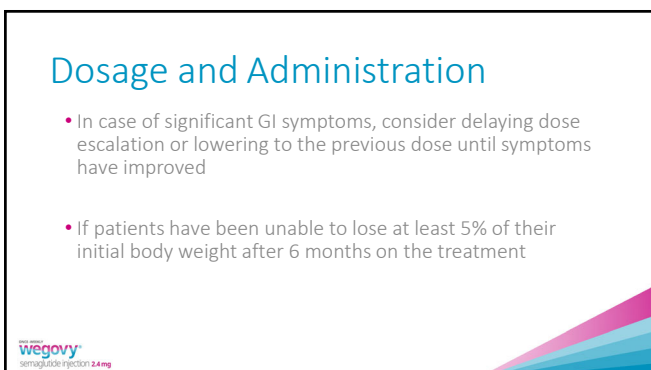 Dosage and Administration
• In case of significant GI symptoms, consider delaying dose
escalation or lowering to the previous dose until symptoms
have improved
• If patients have been unable to lose at least 5% of their
initial body weight after 6 months on the treatment
ONCE-WEEKLY
wegovy®
semaglutide injection 2.4 mg